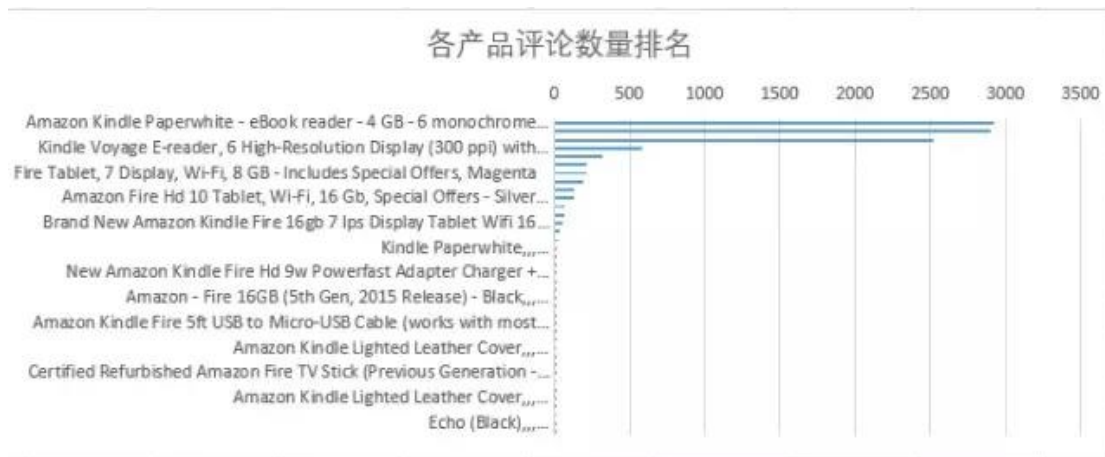 各产品评论数量排名
0 500 1000 1500 2000 2500 3000 3500
Amazon Kindle Paperwhite - eBook reader - 4 GB - 6 monochrome...
Kindle Voyage E-reader, 6 High-Resolution Display (300 ppi) with...
Fire Tablet, 7 Display, Wi-Fi, 8 GB - Includes Special Offers, Magenta
Amazon Fire Hd 10 Tablet, Wi-Fi, 16 Gb, Special Offers - Silver...
Brand New Amazon Kindle Fire 16gb 7 Ips Display Tablet Wifi 16...
Kindle Paperwhite,,,...
New Amazon Kindle Fire Hd 9w Powerfast Adapter Charger +...
Amazon - Fire 16GB (5th Gen, 2015 Release) - Black,,,...
Amazon Kindle Fire 5ft USB to Micro-USB Cable (works with most...
Amazon Kindle Lighted Leather Cover,,,...
Certified Refurbished Amazon Fire TV Stick (Previous Generation -...
Amazon Kindle Lighted Leather Cover,,,...
Echo (Black),,,...